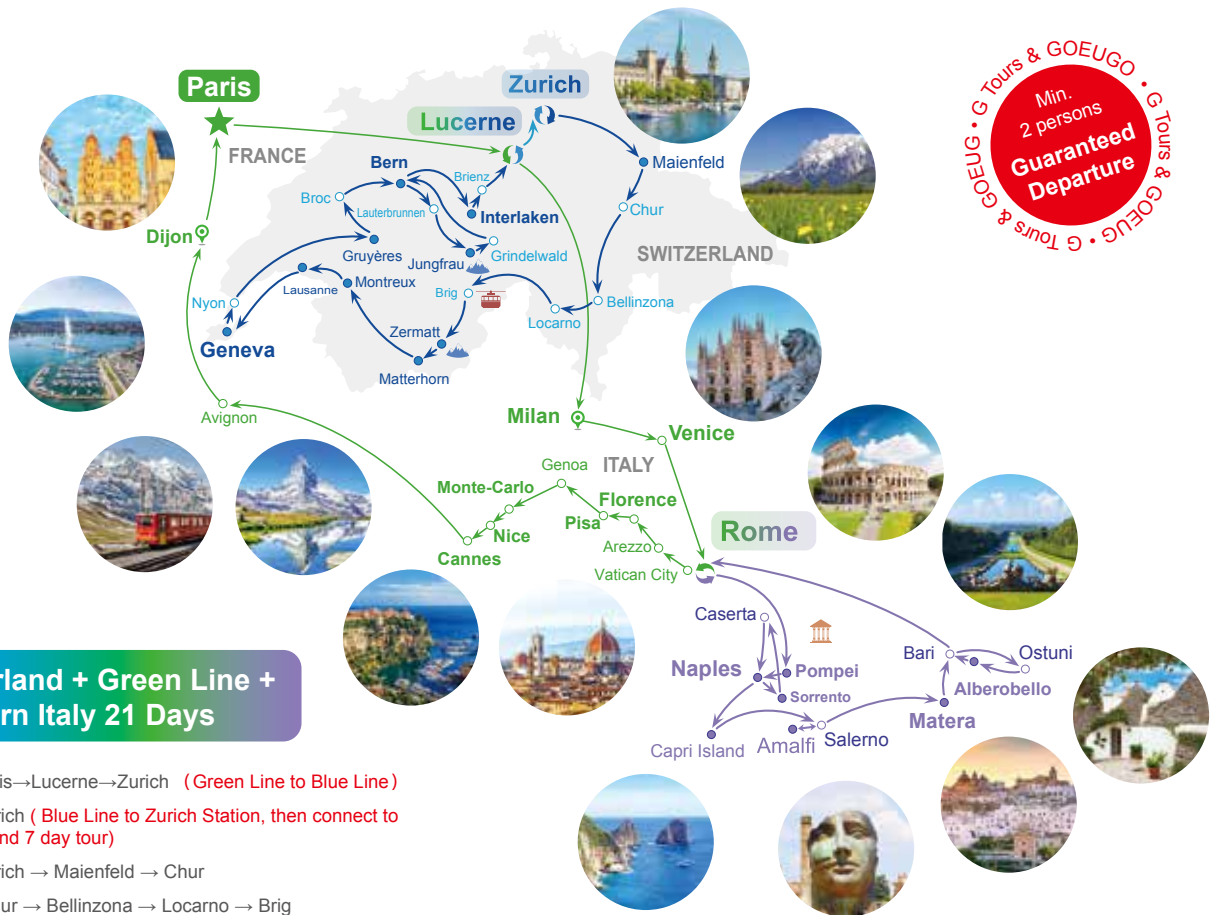 Paris
Zurich
Lucerne
FRANCE
Bern
Brienz
Maienfeld
Broc
Lauterbrunnen
Interlaken
Chur
Dijon
Gruyères
Jungfrau
Grindelwald
SWITZERLAND
Nyon
Lausanne
Montreux
Brig
Bellinzona
Locarno
Geneva
Zermatt
Matterhorn
Avignon
Milan
Venice
Genoa
ITALY
Monte-Carlo
Florence
Pisa
Nice
Cannes
Arezzo
Rome
Vatican City
Caserta
Naples
Pompei
Sorrento
Bari
Ostuni
Alberobello
Matera
Capri Island
Amalfi
Salerno
G Tours & GOEUGO • G Tours & GOEUG • G Tours & GOEUG •
Min.
2 persons
Guaranteed
Departure
rland + Green Line +
rn Italy 21 Days
is→Lucerne→Zurich (Green Line to Blue Line)
rich ( Blue Line to Zurich Station, then connect to
nd 7 day tour)
rich → Maienfeld → Chur
ur → Bellinzona → Locarno → Brig